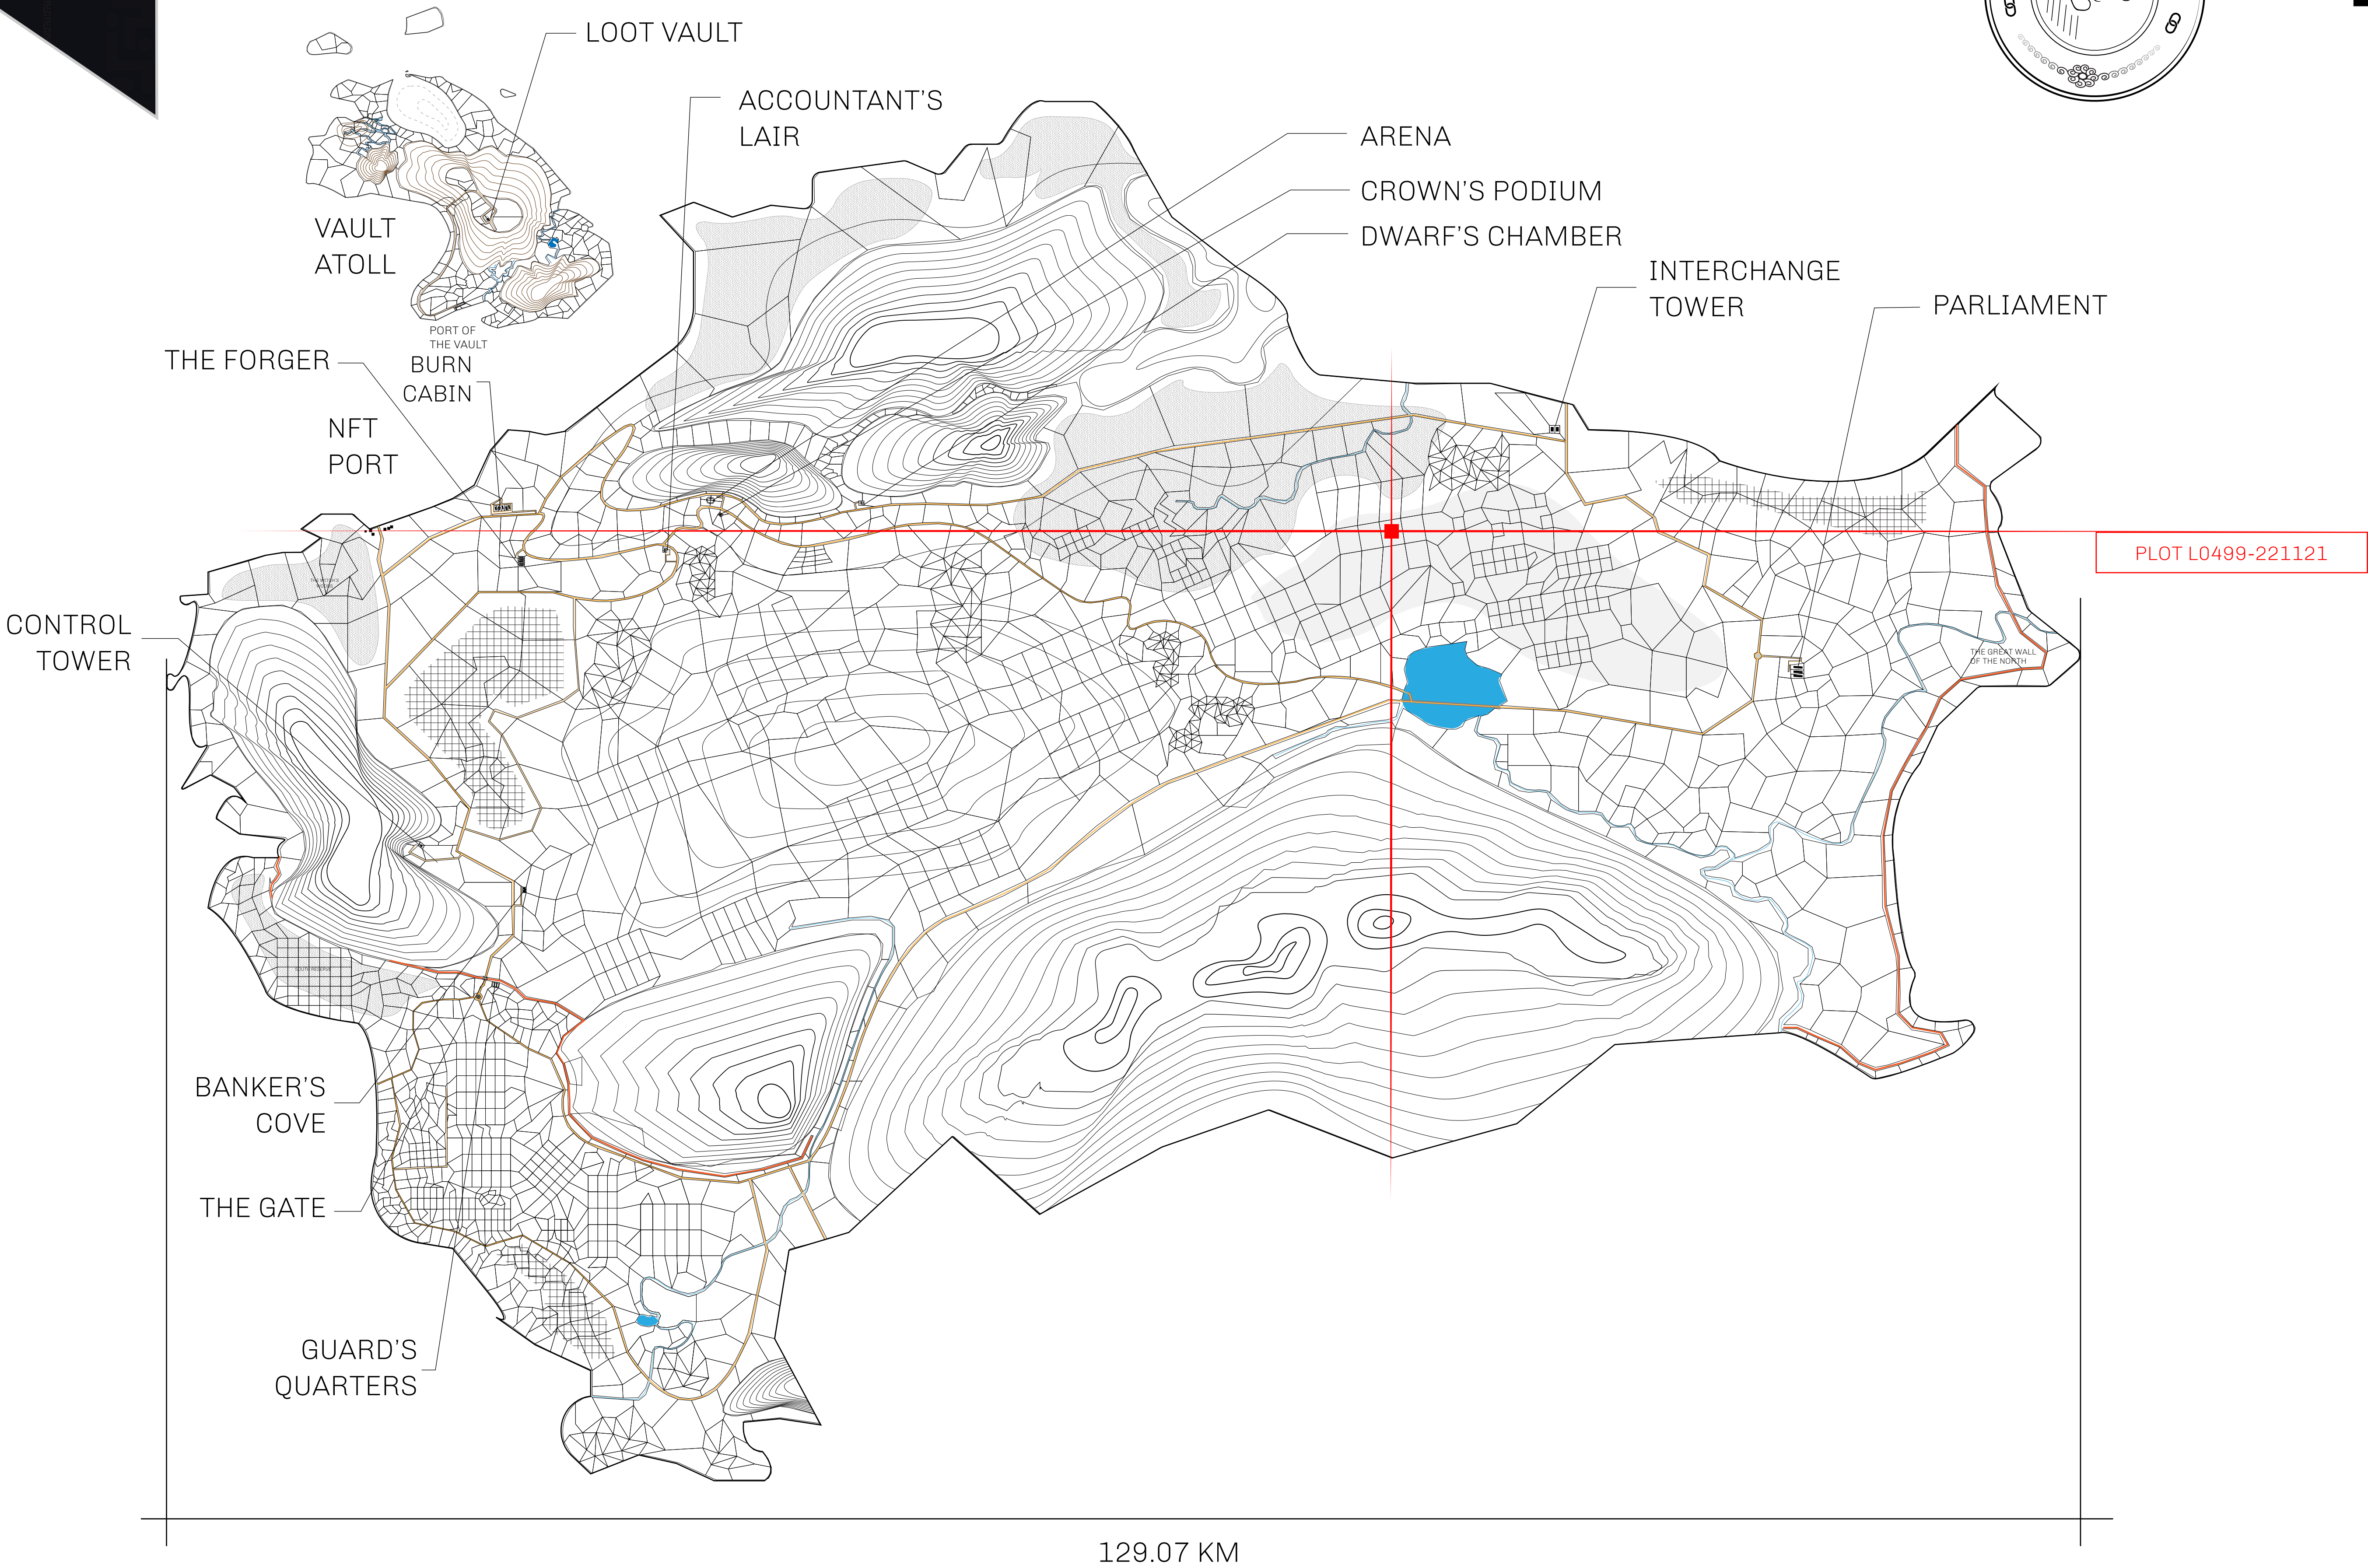 LOOT VAULT
ACCOUNTANT'S
LAIR
ARENA
CROWN'S PODIUM
DWARF'S CHAMBER
VAULT
ATOLL
INTERCHANGE
TOWER
PARLIAMENT
PORT OF
THE VAULT
THE FORGER
BURN
CABIN
NFT
PORT
PLOT L0499-221121
CONTROL
TOWER
THE GREAT WALL
OF THE NORTH
SOUTH RESERVE
BANKER'S
COVE
THE GATE
GUARD'S
QUARTERS
129.07 KM